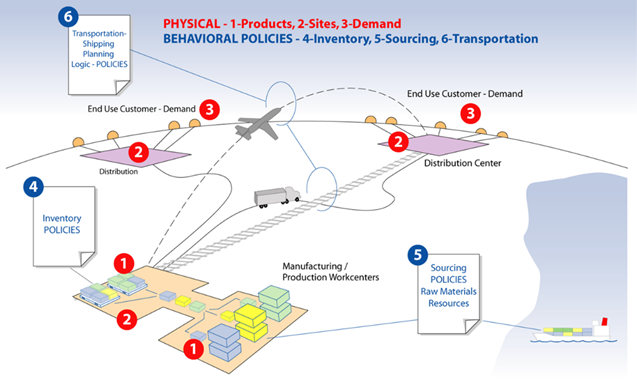 6
PHYSICAL - 1-Products, 2-Sites, 3-Demand
BEHAVIORAL POLICIES - 4-Inventory, 5-Sourcing, 6-Transportation
Transportation-
Shipping
Planning
Logic - POLICIES
End Use Customer - Demand
3
End Use Customer - Demand
3
2
Distribution
2
Distribution Center
4
Inventory
POLICIES
1
2
Manufacturing /
Production Workcenters
1
5
Sourcing
POLICIES
Raw Materials
Resources